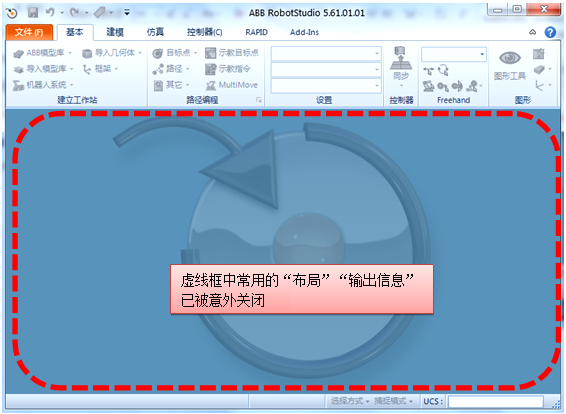 ABB RobotStudio 5.61.01.01
文件(F) 基本 建模 仿真 控制器(C) RAPID Add-Ins
ABB模型库 导入几何体 目标点 示教目标点
导入模型库 框架 路径 示教指令 同步 图形工具
机器人系统 其它 MultiMove
建立工作站 路径编程 设置 控制器 Freehand 图形
虚线框中常用的“布局”“输出信息”
已被意外关闭
选择方式 捕捉模式 UCS :